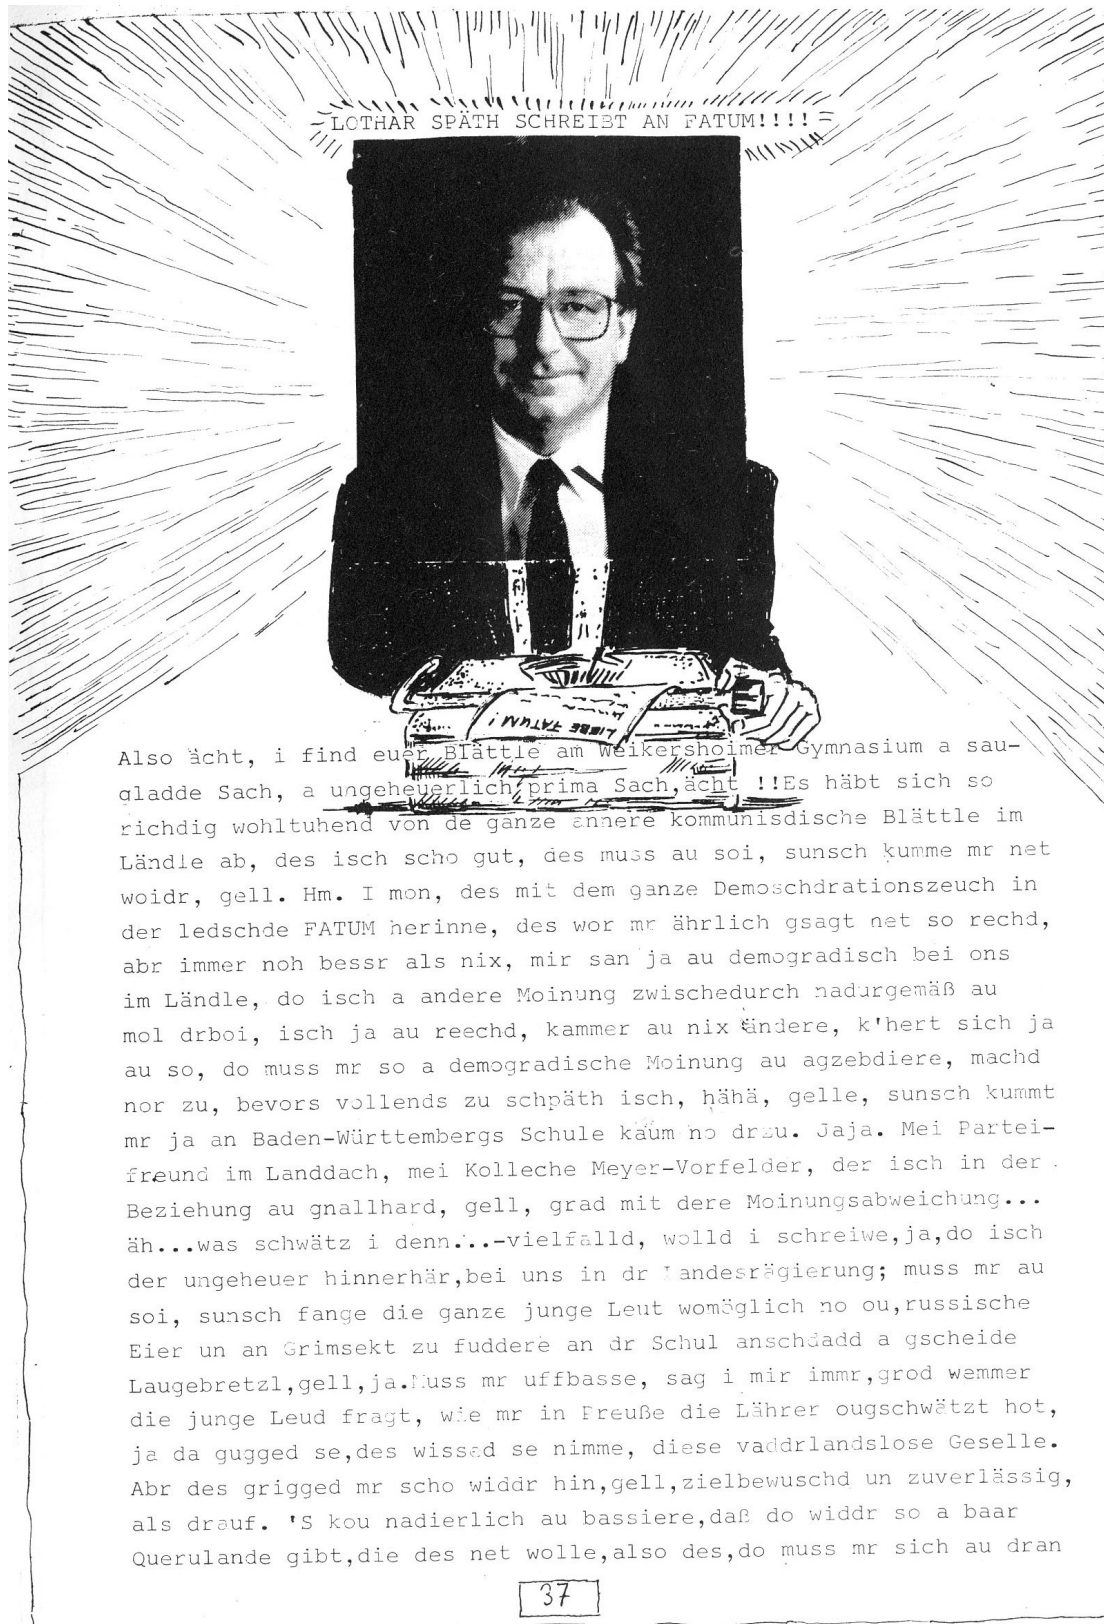 LOTHAR SPÄTH SCHREIBT AN FATUM!!!!
LIEBE FATUM!
Also ächt, i find euer Blättle am Weikersheimer Gymnasium a sau-
gladde Sach, a ungeheuerlich prima Sach,ächt !!Es häbt sich so
richdig wohltuhend von de ganze annere kommunisdische Blättle im
Ländle ab, des isch scho gut, des muss au soi, sunsch kumme mr net
woidr, gell. Hm. I mon, des mit dem ganze Demoschdrationszeuch in
der ledschde FATUM herinne, des wor mr ährlich gsagt net so rechd,
abr immer noh bessr als nix, mir san ja au demogradisch bei ons
im Ländle, do isch a andere Moinung zwischedurch nadurgemäß au
mol drboi, isch ja au reechd, kammer au nix ändere, k'hert sich ja
au so, do muss mr so a demogradische Moinung au agzebdiere, machd
nor zu, bevors vollends zu schpäth isch, hähä, gelle, sunsch kummt
mr ja an Baden-Württembergs Schule kaum no drzu. Jaja. Mei Partei-
freund im Landdach, mei Kolleche Meyer-Vorfelder, der isch in der
Beziehung au gnallhard, gell, grad mit dere Moinungsabweichung...
äh...was schwätz i denn...-vielfalld, wolld i schreiwe,ja,do isch
der ungeheuer hinnerhär,bei uns in dr Landesrägierung; muss mr au
soi, sunsch fange die ganze junge Leut womöglich no ou,russische
Eier un an Grimsekt zu fuddere an dr Schul anschdadd a gscheide
Laugebretzl,gell,ja.Muss mr uffbasse, sag i mir immr,grod wemmer
die junge Leud fragt, wie mr in Preuße die Lährer ougschwätzt hot,
ja da gugged se,des wissed se nimme, diese vaddrlandslose Geselle.
Abr des grigged mr scho widdr hin,gell,zielbewuschd un zuverlässig,
als drauf. 'S kou nadierlich au bassiere,daß do widdr so a baar
Querulande gibt,die des net wolle,also des,do muss mr sich au dran
37